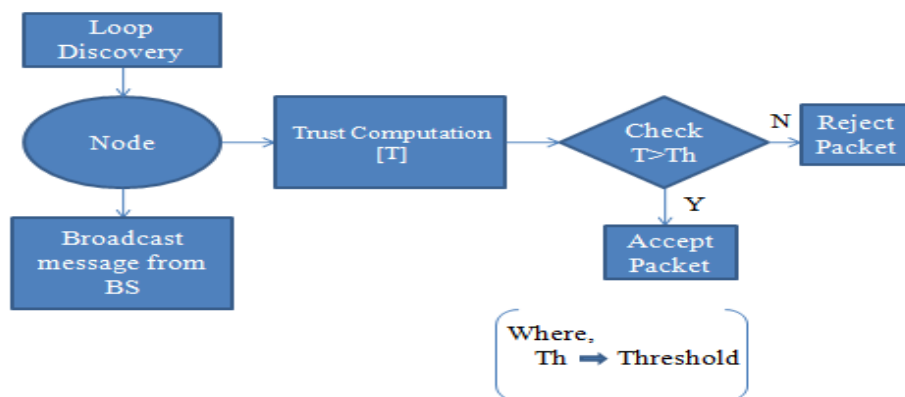 Loop
Discovery
Node
Trust Computation
[T]
Check
T>Th
N
Reject
Packet
Y
Broadcast
message from
BS
Accept
Packet
Where,
Th → Threshold